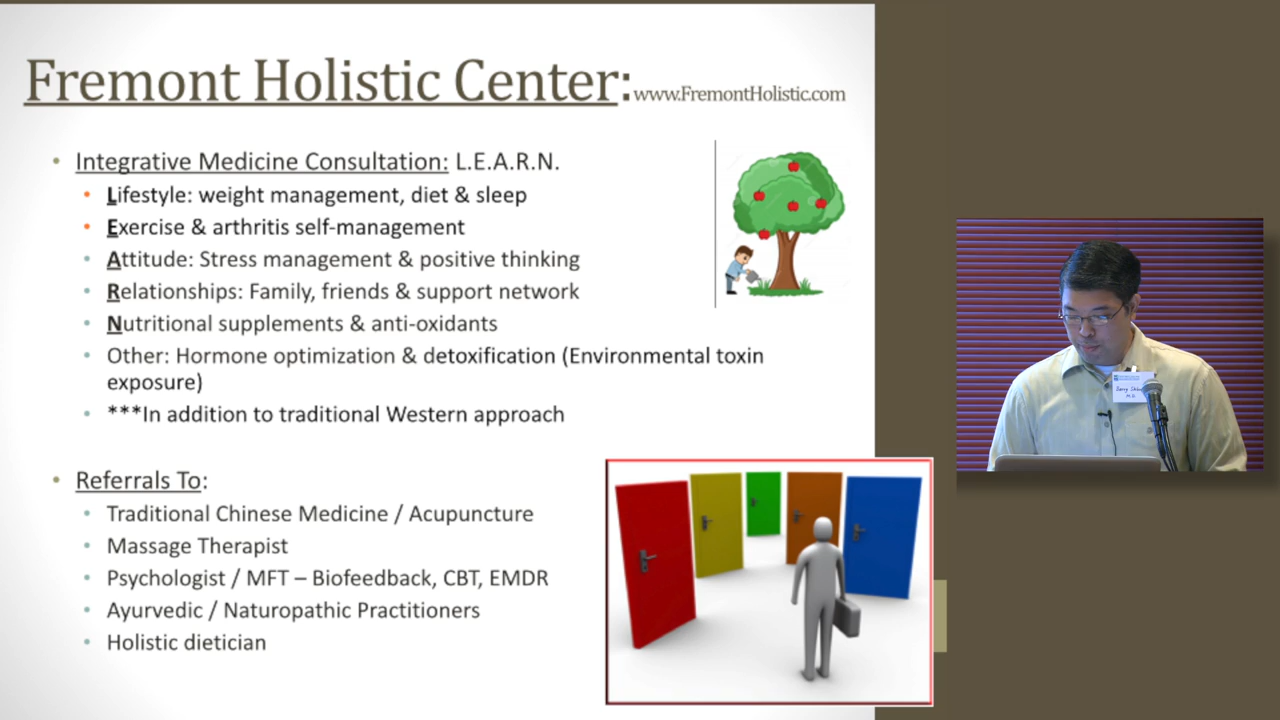 Fremont Holistic Center: www.FremontHolistic.com
• Integrative Medicine Consultation: L.E.A.R.N.
• Lifestyle: weight management, diet & sleep
• Exercise & arthritis self-management
• Attitude: Stress management & positive thinking
• Relationships: Family, friends & support network
• Nutritional supplements & anti-oxidants
• Other: Hormone optimization & detoxification (Environmental toxin
exposure)
• ***In addition to traditional Western approach
• Referrals To:
• Traditional Chinese Medicine / Acupuncture
• Massage Therapist
• Psychologist / MFT – Biofeedback, CBT, EMDR
• Ayurvedic / Naturopathic Practitioners
• Holistic dietician
M.D.